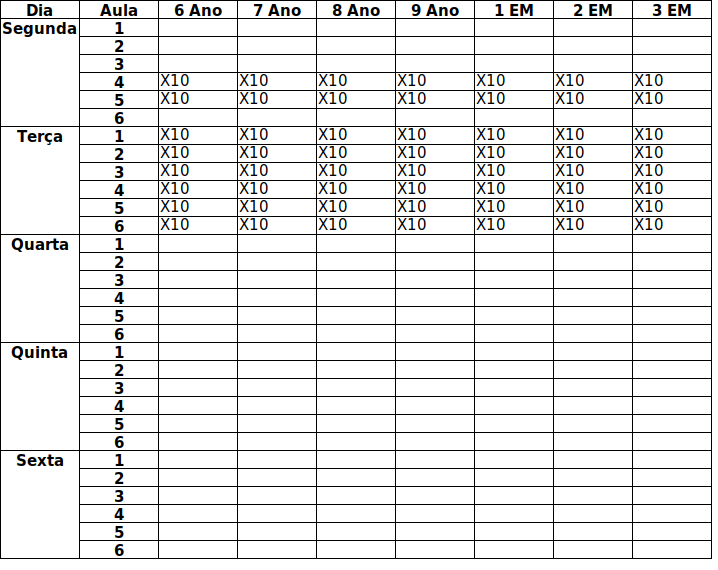 Dia Aula 6 Ano 7 Ano 8 Ano 9 Ano 1 EM 2 EM 3 EM
Segunda 1
2
3
4 X10 X10 X10 X10 X10 X10 X10
5 X10 X10 X10 X10 X10 X10 X10
6
Terça 1 X10 X10 X10 X10 X10 X10 X10
2 X10 X10 X10 X10 X10 X10 X10
3 X10 X10 X10 X10 X10 X10 X10
4 X10 X10 X10 X10 X10 X10 X10
5 X10 X10 X10 X10 X10 X10 X10
6 X10 X10 X10 X10 X10 X10 X10
Quarta 1
2
3
4
5
6
Quinta 1
2
3
4
5
6
Sexta 1
2
3
4
5
6